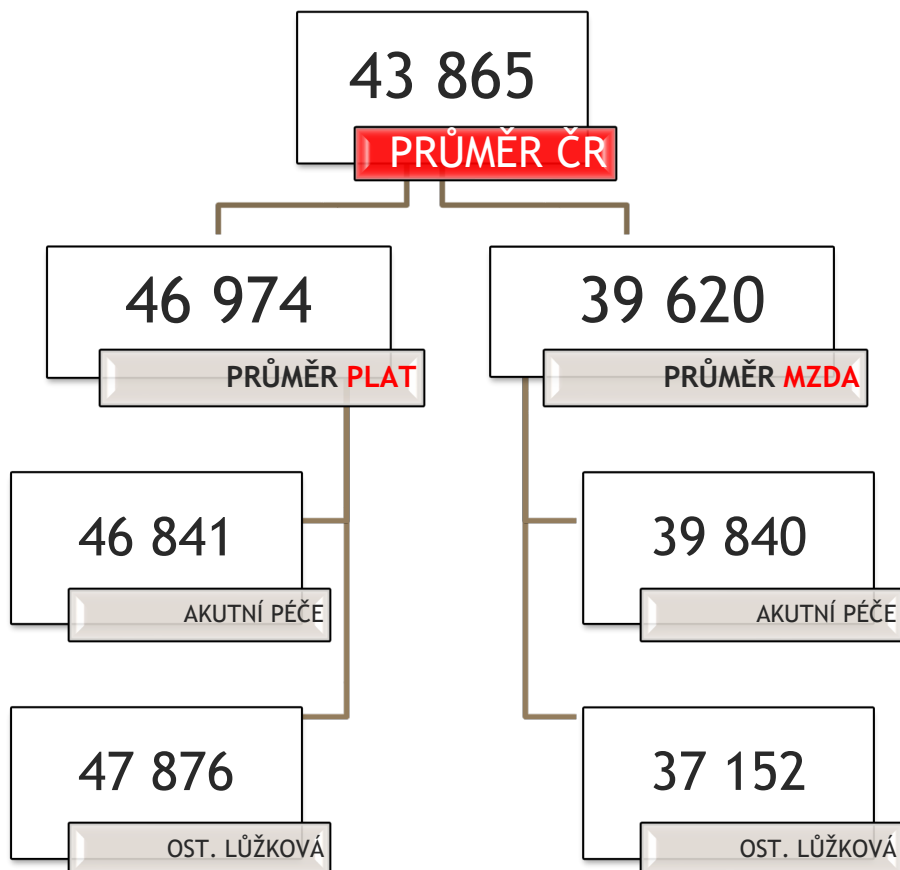 43 865
PRŮMĚR ČR
46 974
PRŮMĚR PLAT
39 620
PRŮMĚR MZDA
46 841
AKUTNÍ PÉČE
39 840
AKUTNÍ PÉČE
47 876
OST. LŮŽKOVÁ
37 152
OST. LŮŽKOVÁ